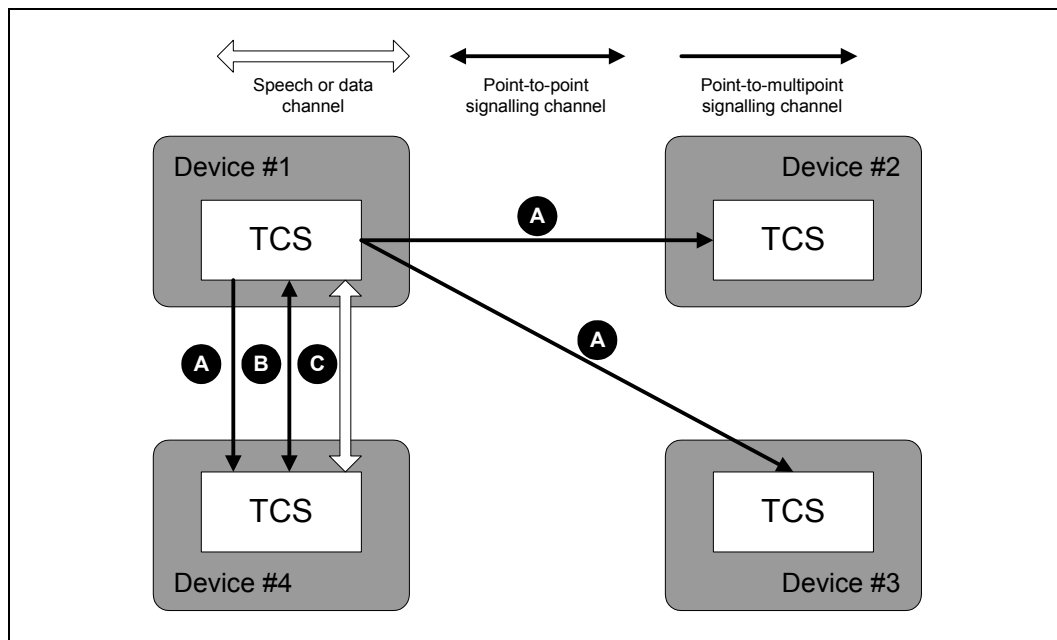 Speech or data
channel
Point-to-point
signalling channel
Point-to-multipoint
signalling channel
Device #1
TCS
Device #2
TCS
A
A
A
B
C
TCS
Device #4
TCS
Device #3